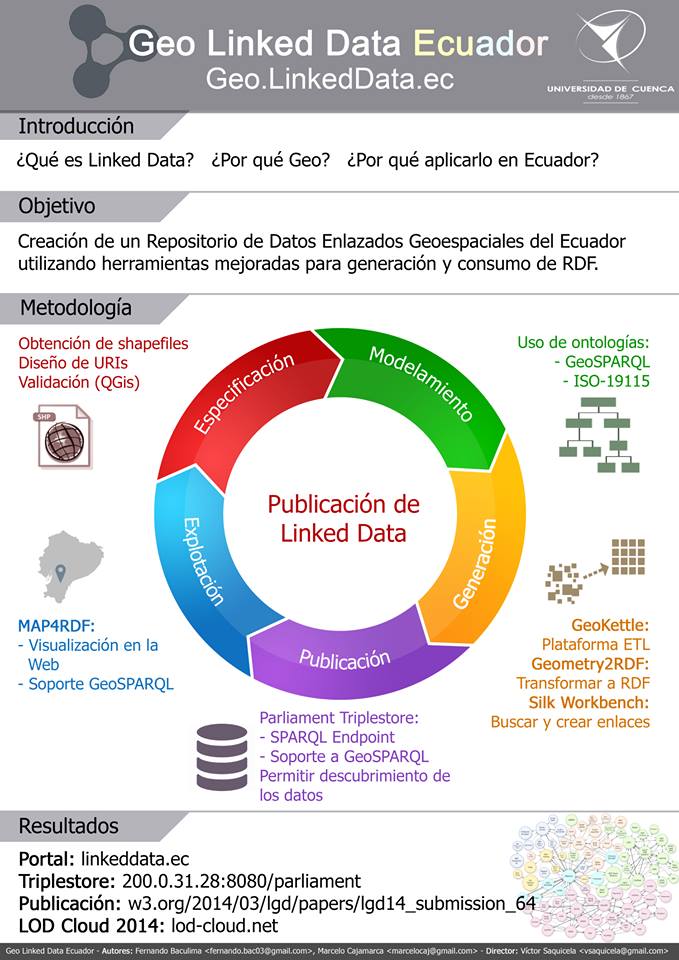 Geo Linked Data Ecuador
Geo.LinkedData.ec
UNIVERSIDAD DE CUENCA
desde 1867
Introducción
¿Qué es Linked Data? ¿Por qué Geo? ¿Por qué aplicarlo en Ecuador?
Objetivo
Creación de un Repositorio de Datos Enlazados Geoespaciales del Ecuador
utilizando herramientas mejoradas para generación y consumo de RDF.
Metodología
Obtención de shapefiles
Diseño de URIs
Validación (QGis)
SHP
Especificación
Modelamiento
Uso de ontologías:
- GeoSPARQL
- ISO-19115
Publicación de
Linked Data
Generación
GeoKettle:
Plataforma ETL
Geometry2RDF:
Transformar a RDF
Silk Workbench:
Buscar y crear enlaces
Publicación
Parliament Triplestore:
- SPARQL Endpoint
- Soporte a GeoSPARQL
Permitir descubrimiento de
los datos
Explotación
MAP4RDF:
- Visualización en la
Web
- Soporte GeoSPARQL
Resultados
Portal: linkeddata.ec
Triplestore: 200.0.31.28:8080/parliament
Publicación: w3.org/2014/03/lgd/papers/lgd14_submission_64
LOD Cloud 2014: lod-cloud.net
Geo Linked Data Ecuador - Autores: Fernando Baculima <fernando.bac03@gmail.com>, Marcelo Cajamarca <marcelocaj@gmail.com> - Director: Víctor Saquicela <vsaquicela@gmail.com>